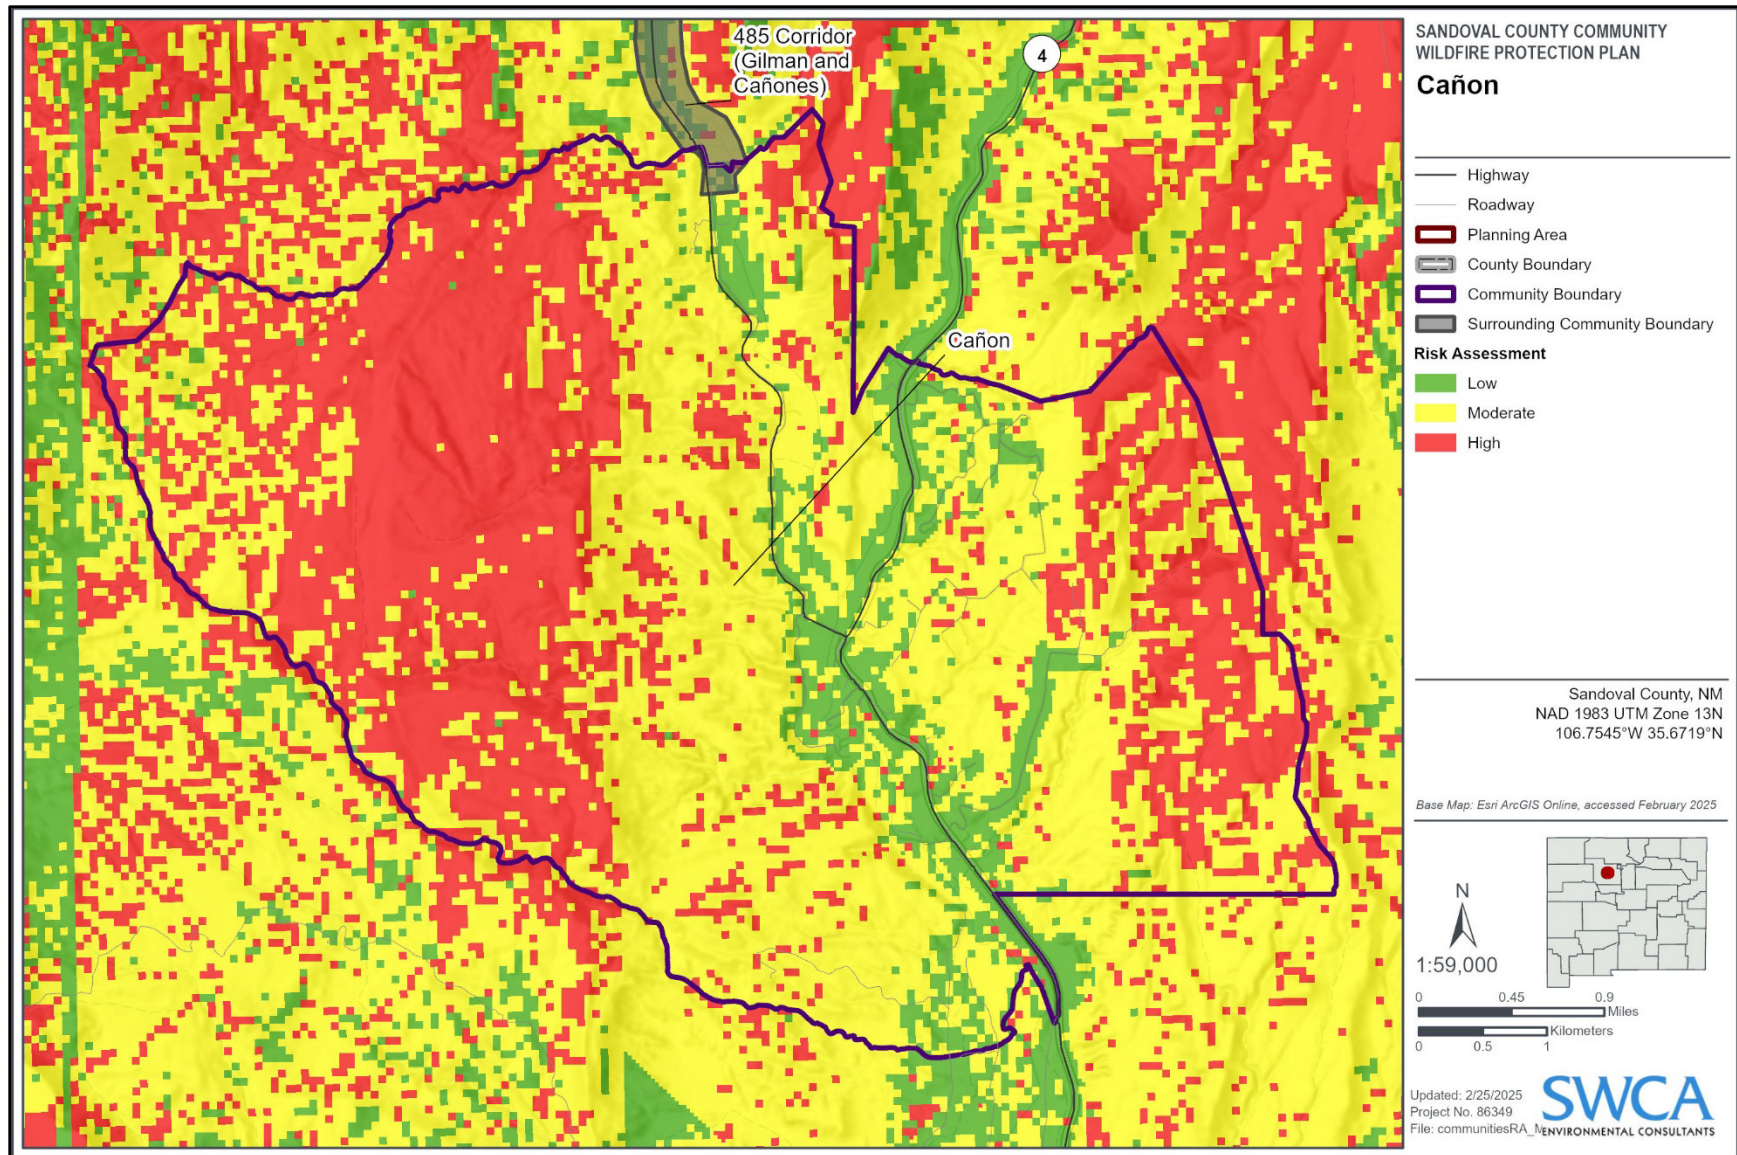 485 Corridor
(Gilman and
Cañones)
4
Cañon
SANDOVAL COUNTY COMMUNITY
WILDFIRE PROTECTION PLAN
Cañon
Highway
Roadway
Planning Area
County Boundary
Community Boundary
Surrounding Community Boundary
Risk Assessment
Low
Moderate
High
Sandoval County, NM
NAD 1983 UTM Zone 13N
106.7545°W 35.6719°N
Base Map: Esri ArcGIS Online, accessed February 2025
N
1:59,000
0 0.45 0.9
Miles
Kilometers
0 0.5 1
Updated: 2/25/2025
Project No. 86349
File: communitiesRA_M
SWCA
ENVIRONMENTAL CONSULTANTS